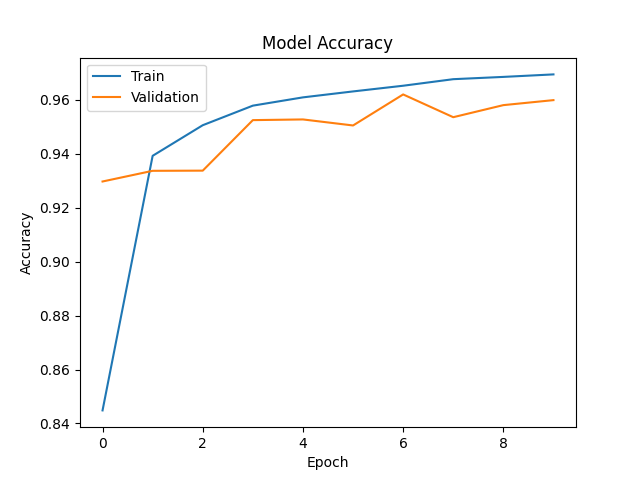 Model Accuracy
Train
Validation
0.96
0.94
0.92
0.90
0.88
0.86
0.84
Accuracy
0 2 4 6 8
Epoch